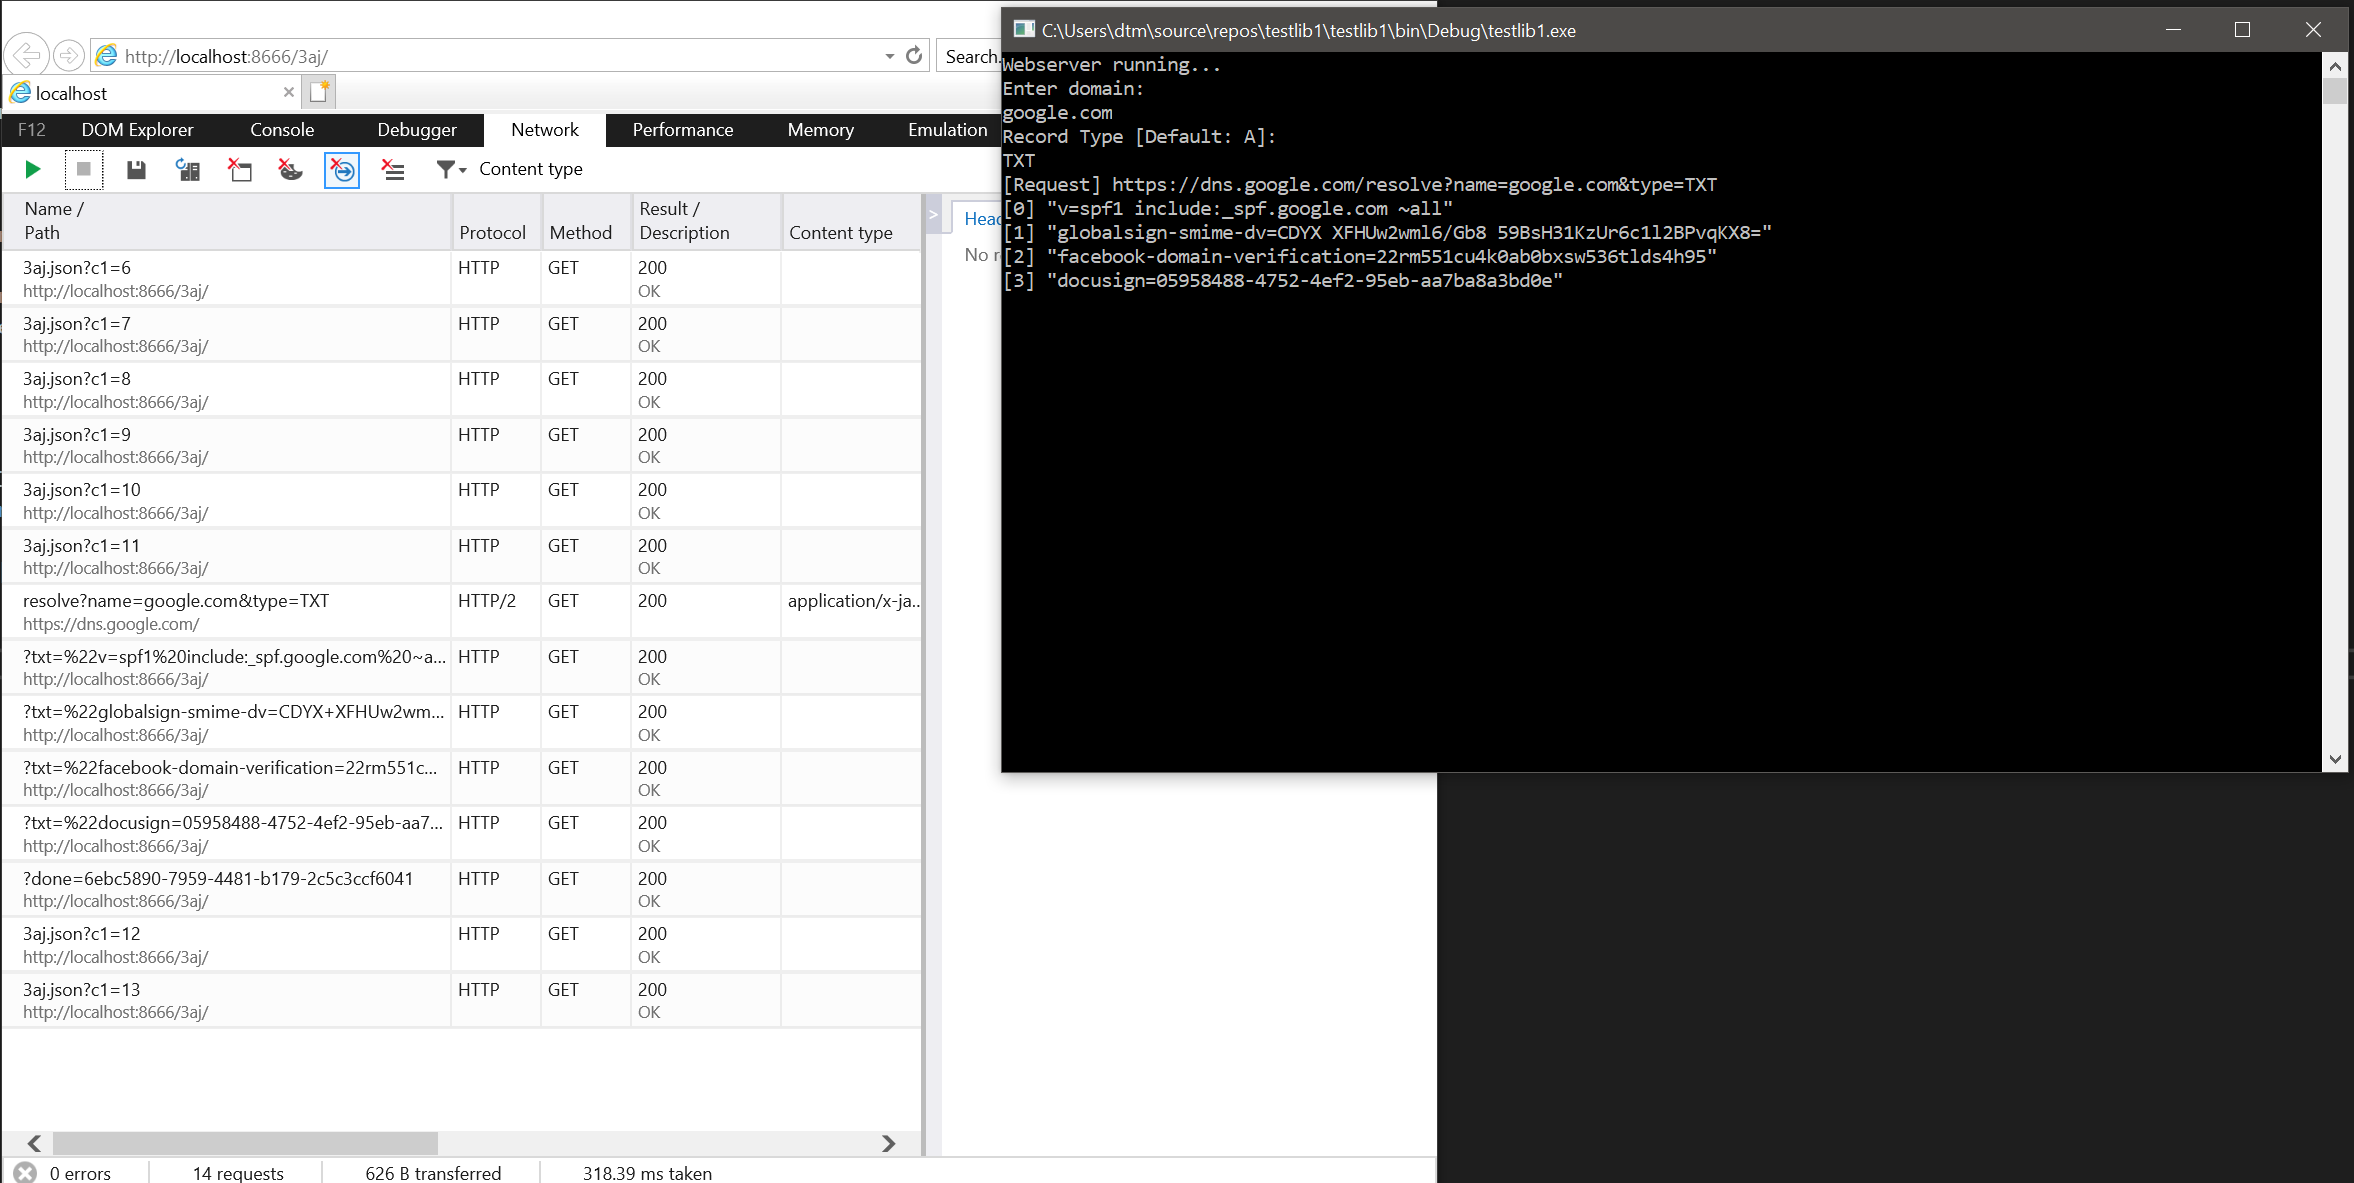 http://localhost:8666/3aj/
Search.
localhost
F12 DOM Explorer Console Debugger Network Performance Memory Emulation
Content type
Name /
Path
Protocol
Method
Result /
Description
Content type
3aj.json?c1=6 HTTP GET 200
http://localhost:8666/3aj/ OK
3aj.json?c1=7 HTTP GET 200
http://localhost:8666/3aj/ OK
3aj.json?c1=8 HTTP GET 200
http://localhost:8666/3aj/ OK
3aj.json?c1=9 HTTP GET 200
http://localhost:8666/3aj/ OK
3aj.json?c1=10 HTTP GET 200
http://localhost:8666/3aj/ OK
3aj.json?c1=11 HTTP GET 200
http://localhost:8666/3aj/ OK
resolve?name=google.com&type=TXT HTTP/2 GET 200 application/x-ja...
https://dns.google.com/
?txt=%22v=spf1%20include:_spf.google.com%20~a... HTTP GET 200
http://localhost:8666/3aj/ OK
?txt=%22globalsign-smime-dv=CDYX+XFHUw2wm... HTTP GET 200
http://localhost:8666/3aj/ OK
?txt=%22facebook-domain-verification=22rm551c... HTTP GET 200
http://localhost:8666/3aj/ OK
?txt=%22docusign=05958488-4752-4ef2-95eb-aa7... HTTP GET 200
http://localhost:8666/3aj/ OK
?done=6ebc5890-7959-4481-b179-2c5c3ccf6041 HTTP GET 200
http://localhost:8666/3aj/ OK
3aj.json?c1=12 HTTP GET 200
http://localhost:8666/3aj/ OK
3aj.json?c1=13 HTTP GET 200
http://localhost:8666/3aj/ OK
0 errors 14 requests 626 B transferred 318.39 ms taken
>
Head
No re
C:\Users\dtm\source\repos\testlib1\testlib1\bin\Debug\testlib1.exe
Webserver running...
Enter domain:
google.com
Record Type [Default: A]:
TXT
[Request] https://dns.google.com/resolve?name=google.com&type=TXT
[0] "v=spf1 include:_spf.google.com ~all"
[1] "globalsign-smime-dv=CDYX XFHUw2wml6/Gb8 59BsH31KzUr6c1l2BPvqKX8="
[2] "facebook-domain-verification=22rm551cu4k0ab0bxsw536tlds4h95"
[3] "docusign=05958488-4752-4ef2-95eb-aa7ba8a3bd0e"